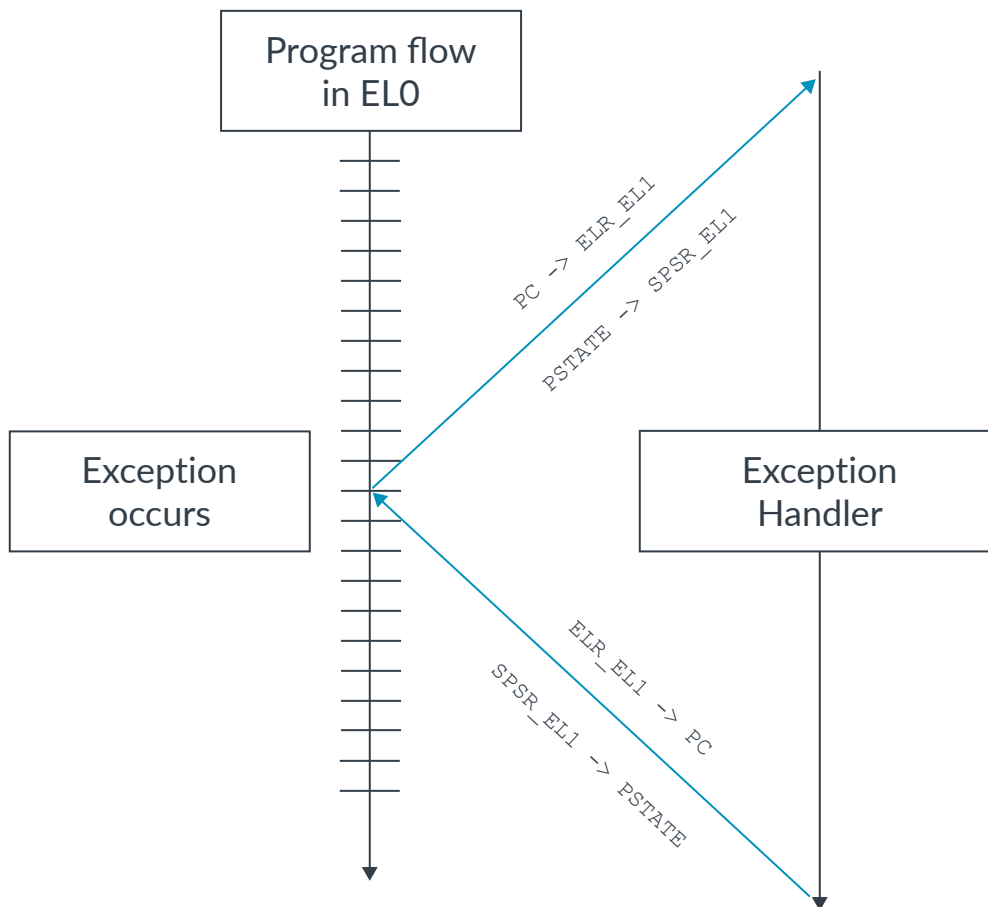 Program flow
in EL0
PC -> ELR_EL1
PSTATE -> SPSR_EL1
Exception
occurs
Exception
Handler
ELR_EL1 -> PC
SPSR_EL1 -> PSTATE